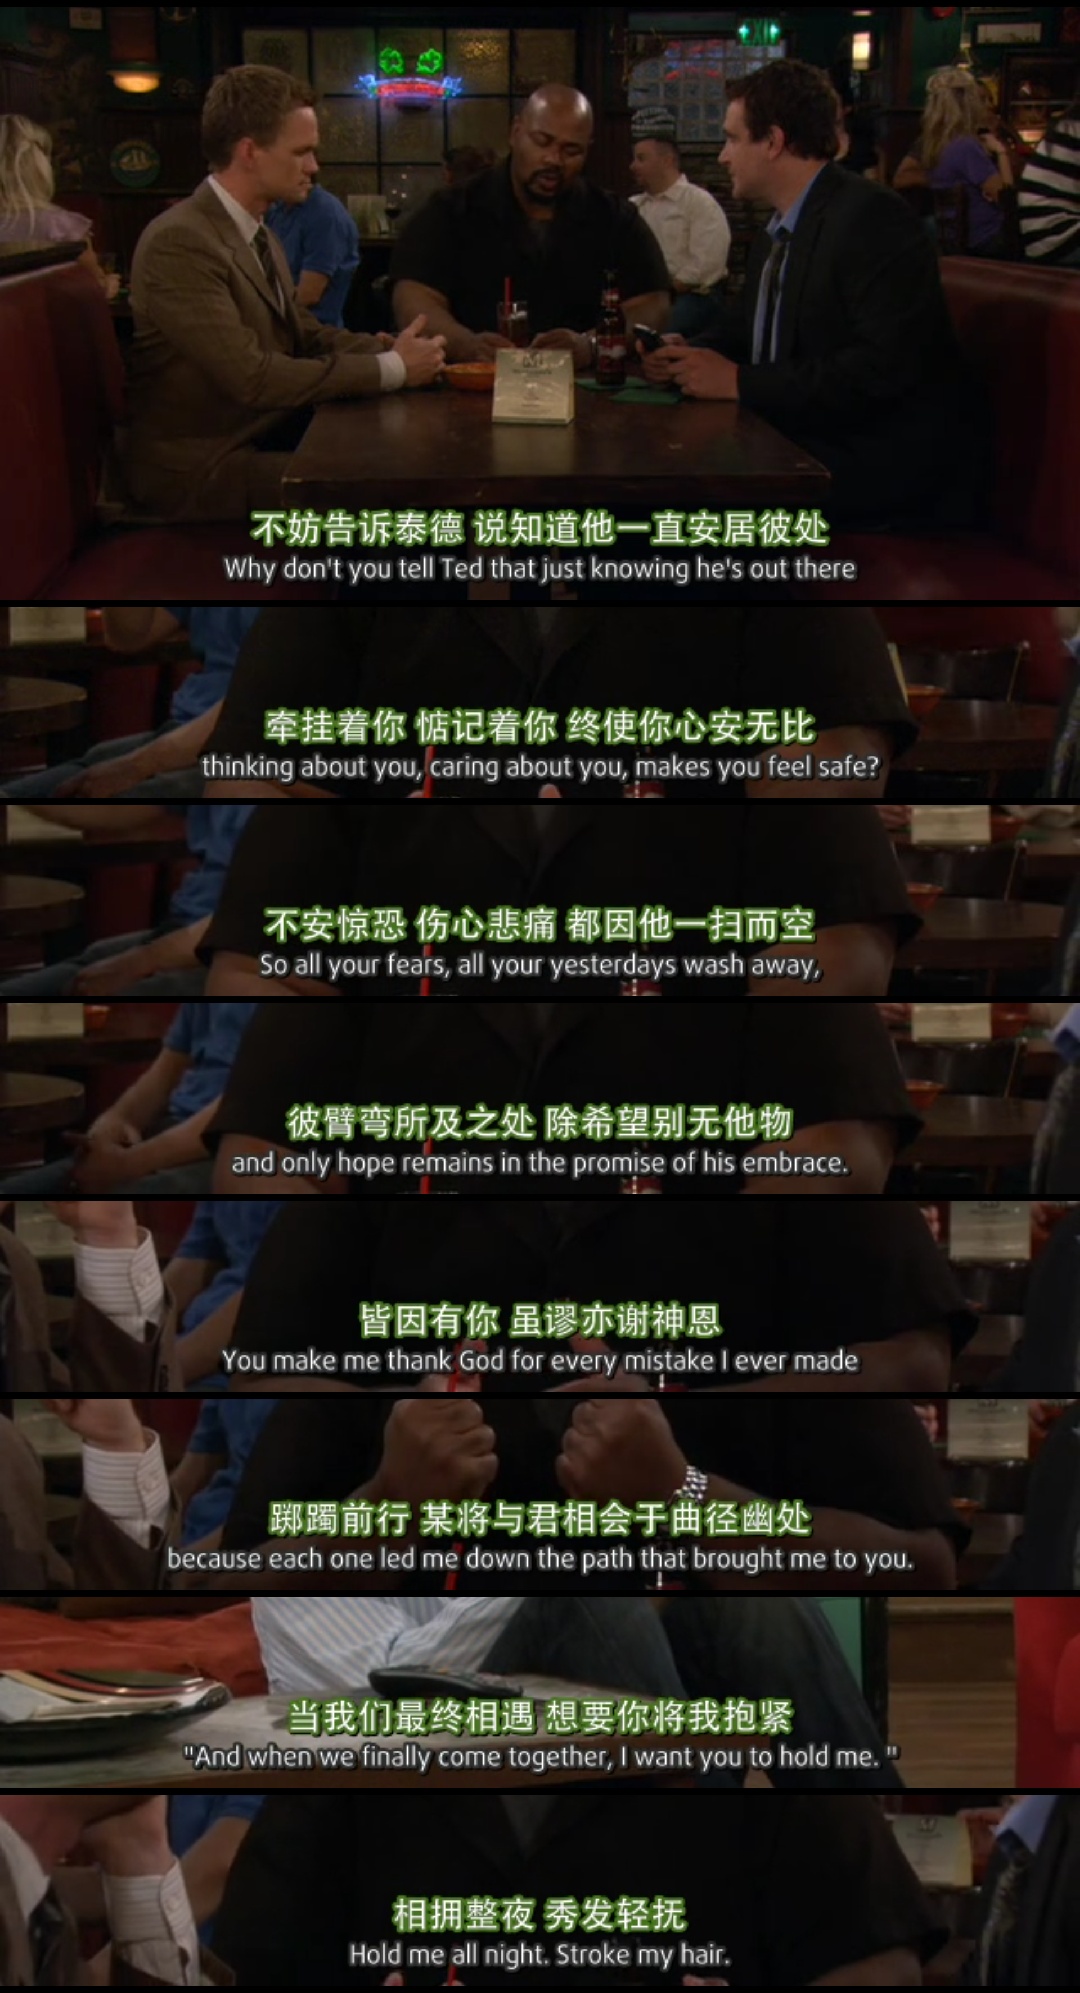 EXIT
不妨告诉泰德 说知道他一直安居彼处
Why don't you tell Ted that just knowing he's out there
牵挂着你 惦记着你 终使你心安无比
thinking about you, caring about you, makes you feel safe?
不安惊恐 伤心悲痛 都因他一扫而空
So all your fears, all your yesterdays wash away,
彼臂弯所及之处 除希望别无他物
and only hope remains in the promise of his embrace.
皆因有你 虽谬亦谢神恩
You make me thank God for every mistake I ever made
踯躅前行 某将与君相会于曲径幽处
because each one led me down the path that brought me to you.
当我们最终相遇 想要你将我抱紧
"And when we finally come together, I want you to hold me. "
相拥整夜 秀发轻抚
Hold me all night. Stroke my hair.